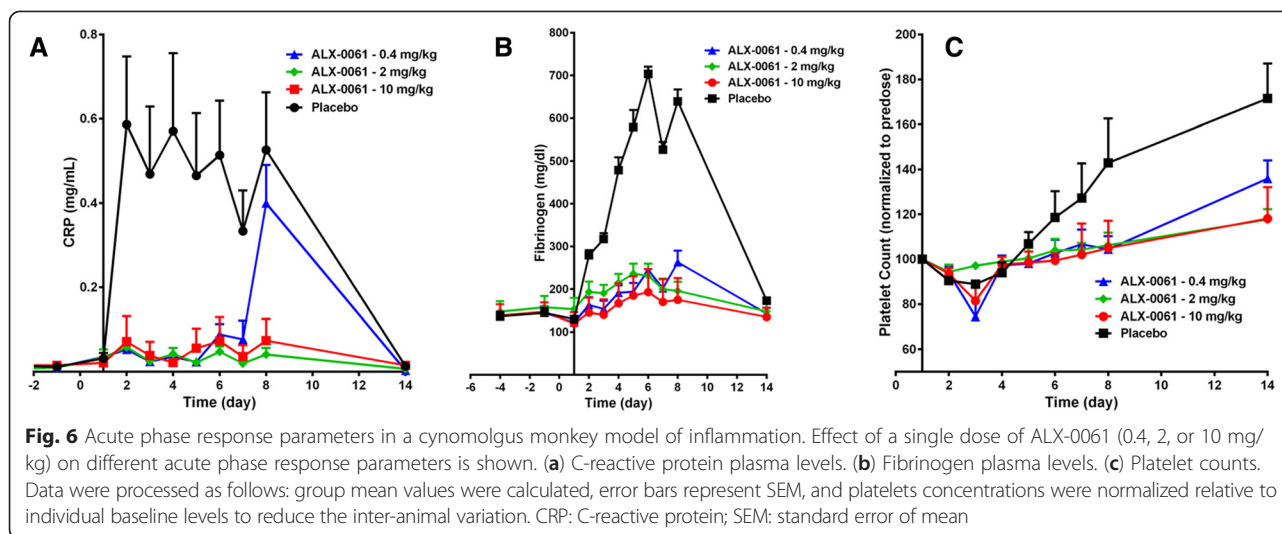 A
ALX-0061 - 0.4 mg/kg
ALX-0061 - 2 mg/kg
ALX-0061 - 10 mg/kg
Placebo
CRP (mg/mL)
0.8
0.6
0.4
0.2
-2
0
2
4
6
8
10
12
14
Time (day)
B
ALX-0061 - 0.4 mg/kg
ALX-0061 - 2 mg/kg
ALX-0061 - 10 mg/kg
Placebo
Fibrinogen (mg/dl)
800
700
600
500
400
300
200
100
0
-6
-4
-2
0
2
4
6
8
10
12
14
Time (day)
C
Platelet Count (normalized to predose)
200
180
160
140
120
100
80
60
ALX-0061 - 0.4 mg/kg
ALX-0061 - 2 mg/kg
ALX-0061 - 10 mg/kg
Placebo
0
2
4
6
8
10
12
14
Time (day)
Fig. 6 Acute phase response parameters in a cynomolgus monkey model of inflammation. Effect of a single dose of ALX-0061 (0.4, 2, or 10 mg/
kg) on different acute phase response parameters is shown. (a) C-reactive protein plasma levels. (b) Fibrinogen plasma levels. (c) Platelet counts.
Data were processed as follows: group mean values were calculated, error bars represent SEM, and platelets concentrations were normalized relative to
individual baseline levels to reduce the inter-animal variation. CRP: C-reactive protein; SEM: standard error of mean